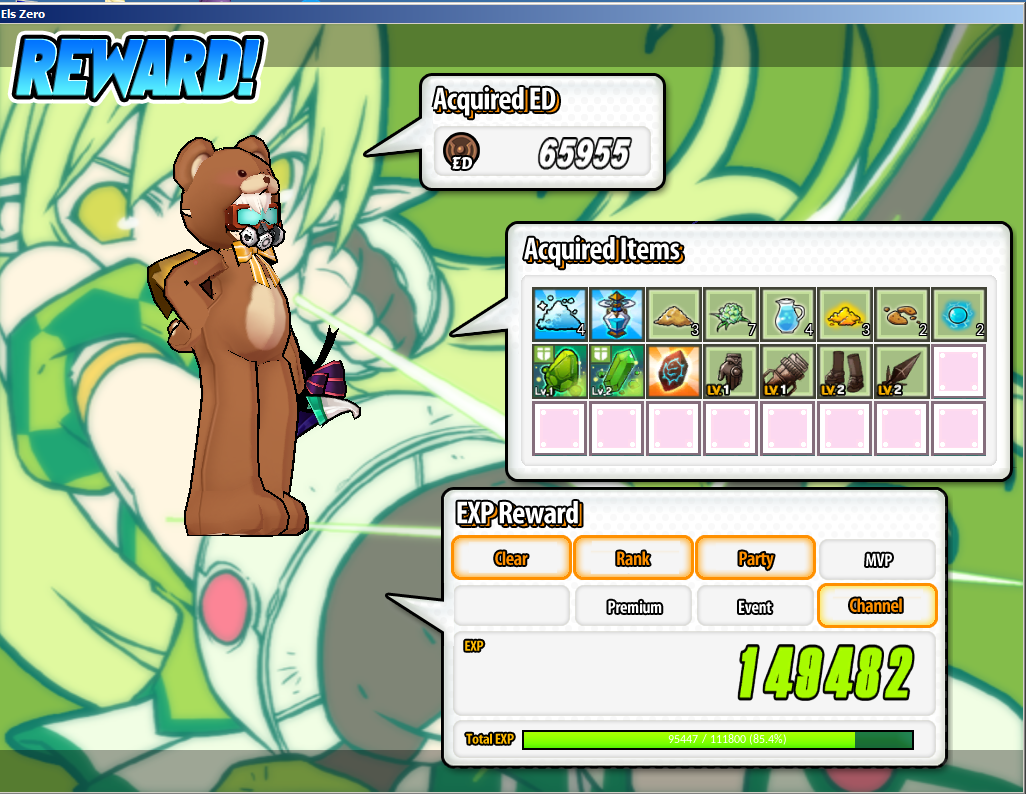 Els Zero
REWARD!
Acquired ED
ED 65955
Acquired Items
4 3 7 4 3 2 2
Lv.1 Lv.2 LV.1 LV.1 LV.2 LV.2
EXP Reward
Clear Rank Party MVP
Premium Event Channel
EXP
149482
Total EXP 95447 / 111800 (85.4%)